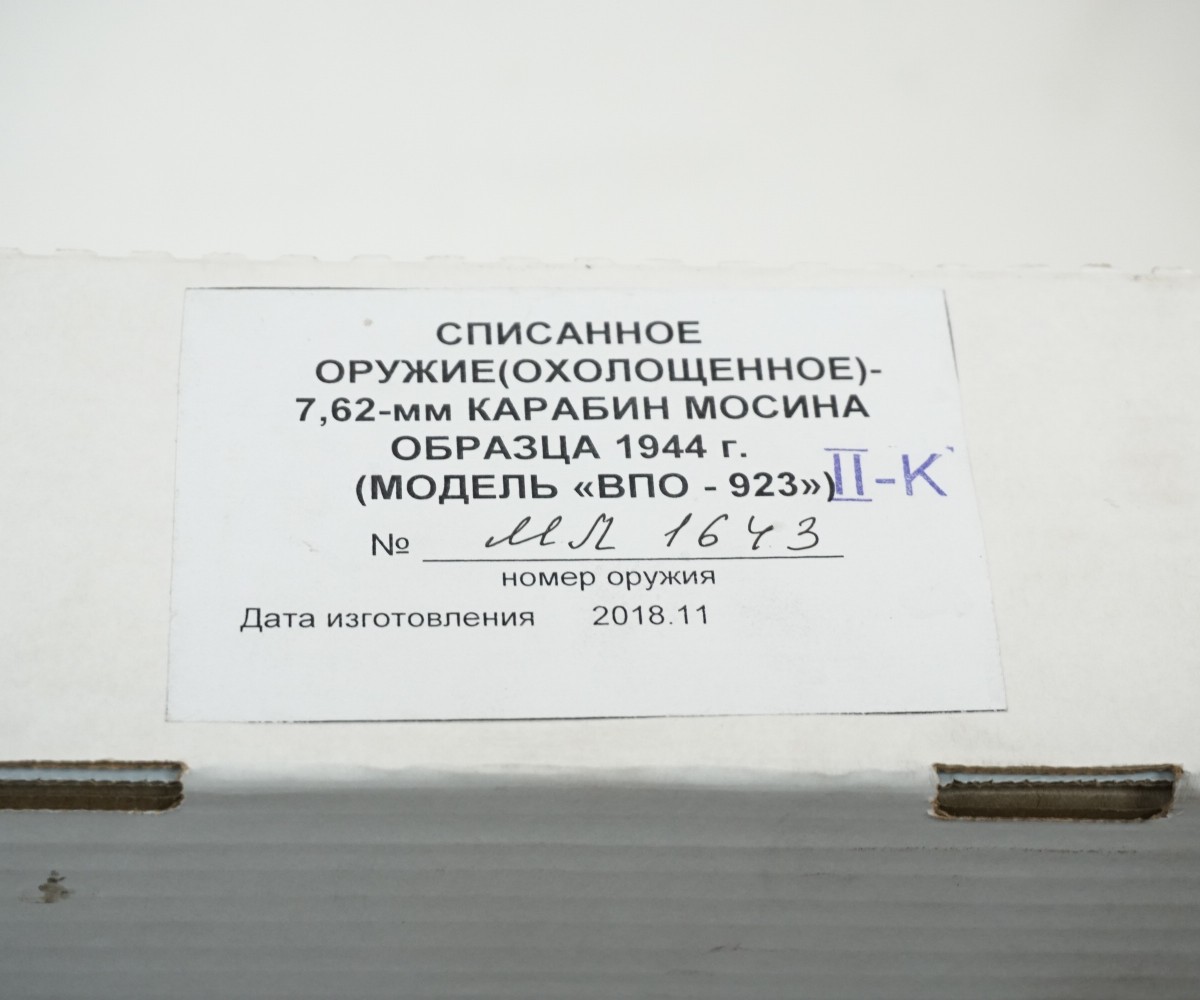 СПИСАННОЕ
ОРУЖИЕ(ОХОЛОЩЕННОЕ)-
7,62-мм КАРАБИН МОСИНА
ОБРАЗЦА 1944 г.
(МОДЕЛЬ «ВПО - 923») II-К
№ МЛ 1643
номер оружия
Дата изготовления 2018.11